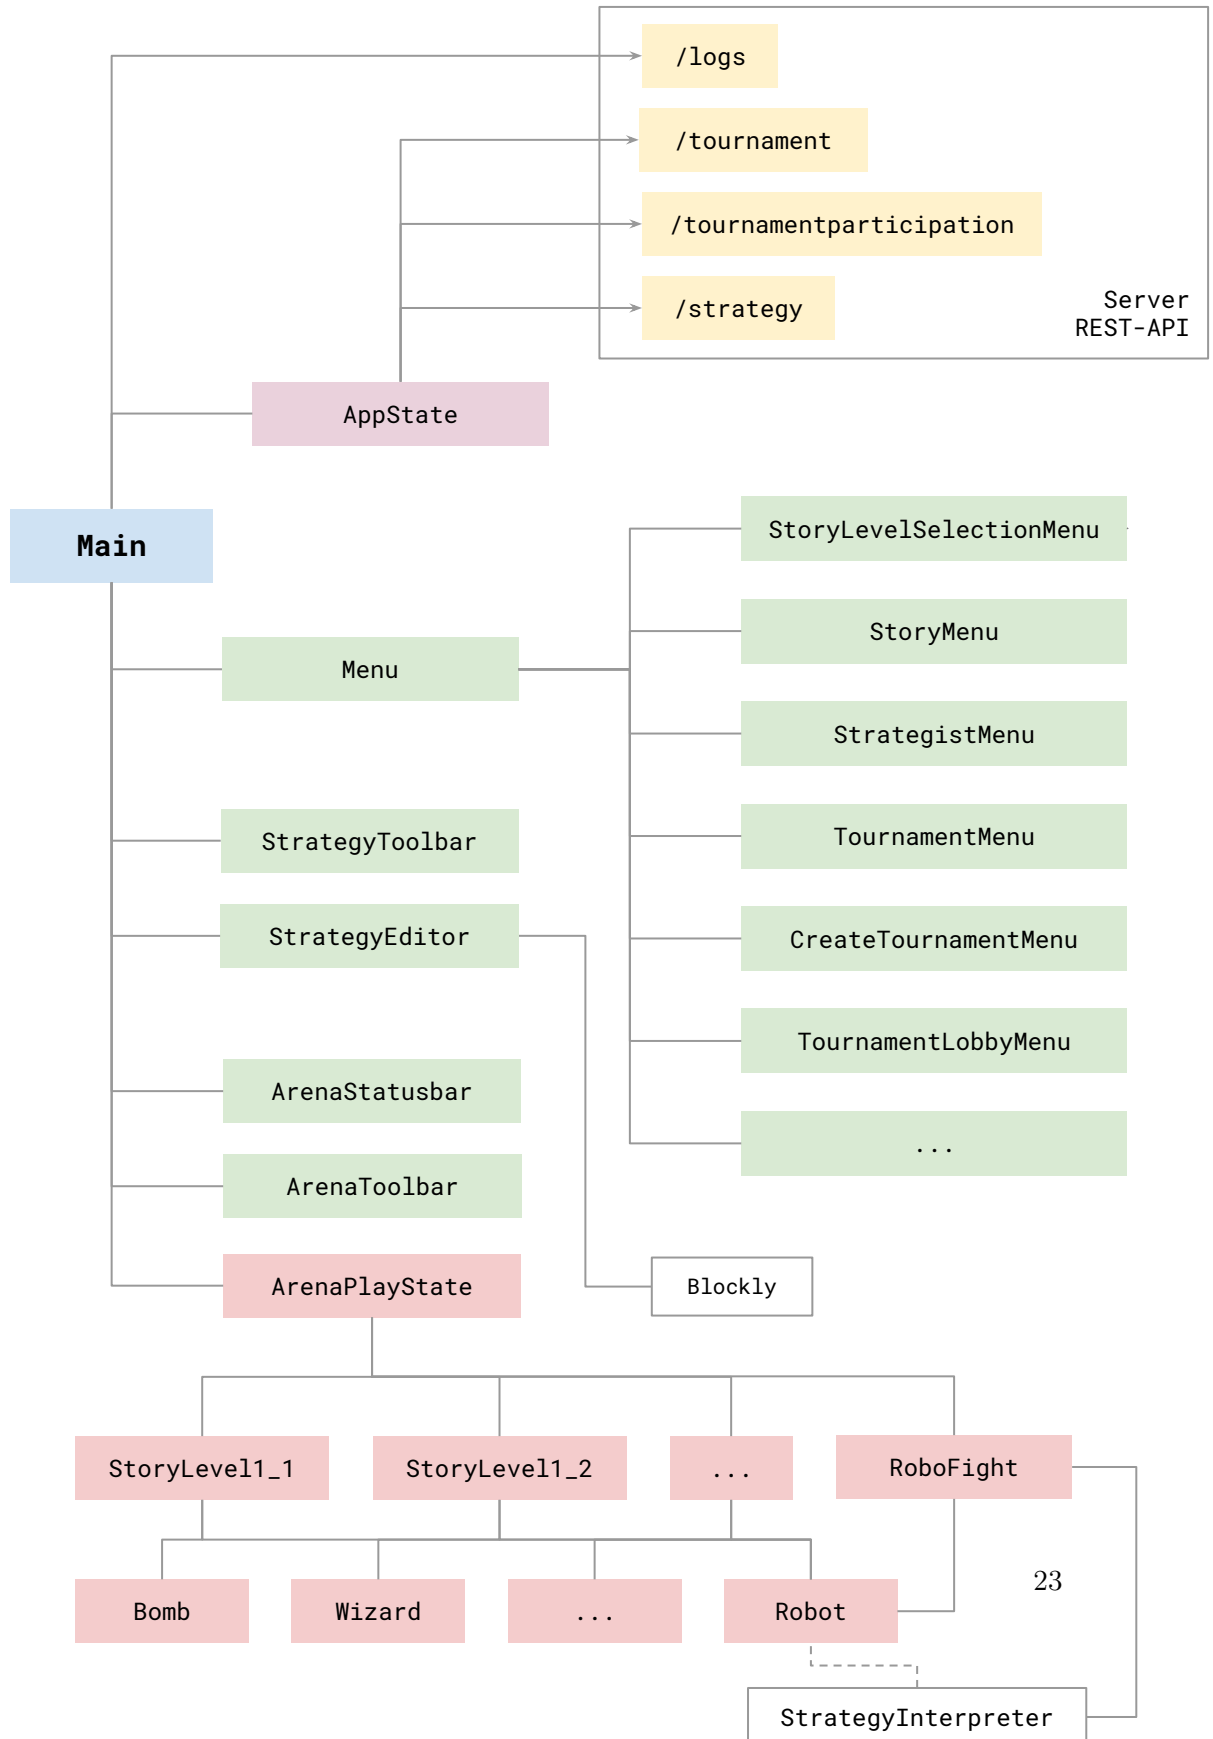 /logs
/tournament
/tournamentparticipation
/strategy
Server
REST-API
AppState
Main
StoryLevelSelectionMenu
StoryMenu
Menu
StrategistMenu
TournamentMenu
StrategyToolbar
StrategyEditor
CreateTournamentMenu
TournamentLobbyMenu
ArenaStatusbar
...
ArenaToolbar
ArenaPlayState
Blockly
StoryLevel1_1
StoryLevel1_2
...
RoboFight
23
Bomb
Wizard
...
Robot
StrategyInterpreter